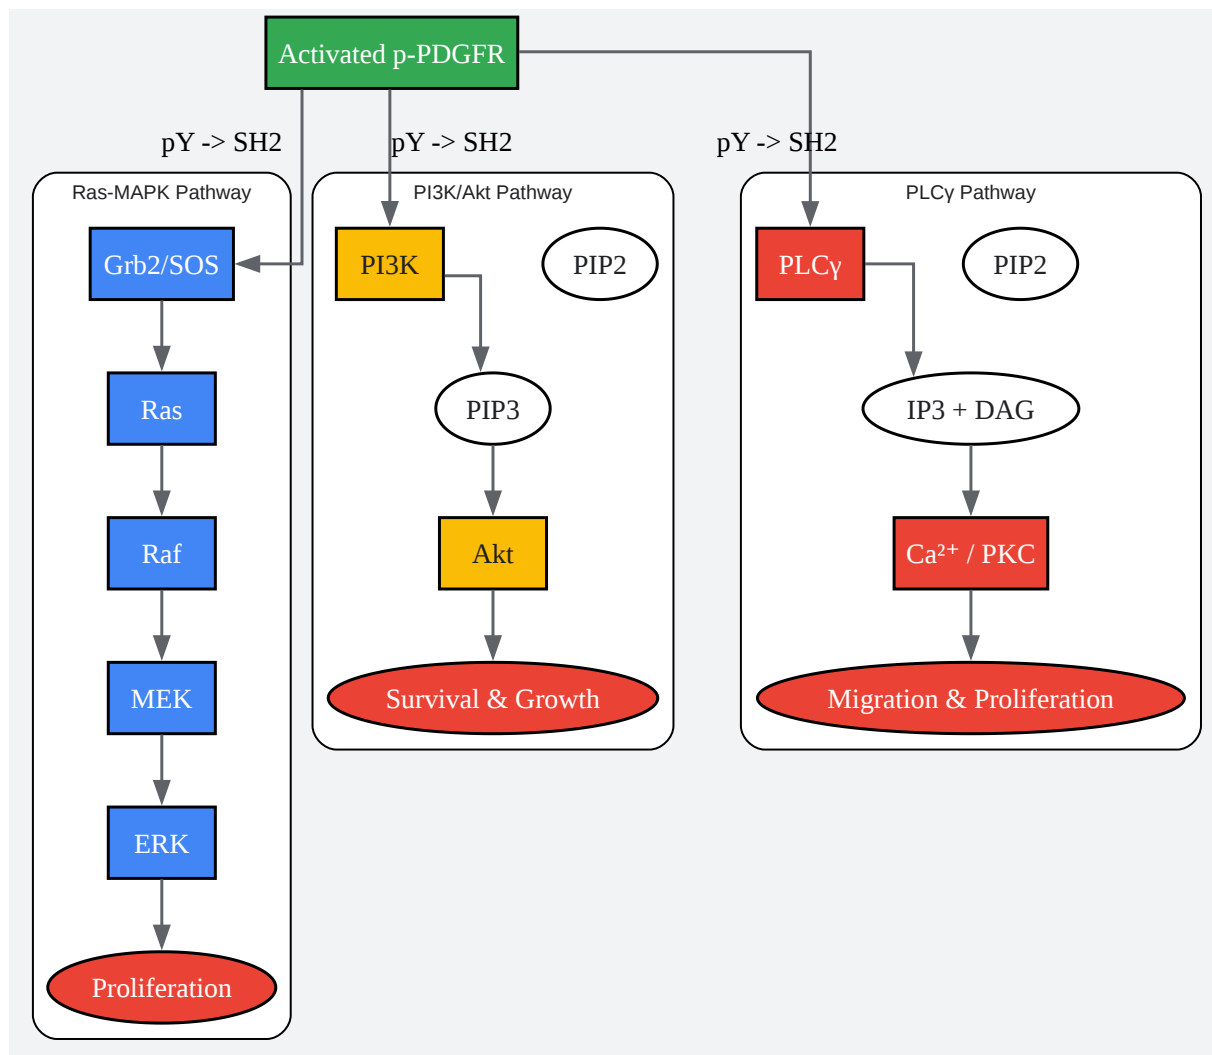 Activated p-PDGFR
pY -> SH2
pY -> SH2
pY -> SH2
Ras-MAPK Pathway
PI3K/Akt Pathway
PLCγ Pathway
Grb2/SOS
PI3K
PIP2
PLCγ
PIP2
Ras
PIP3
IP3 + DAG
Raf
Akt
Ca²⁺ / PKC
MEK
Survival & Growth
Migration & Proliferation
ERK
Proliferation